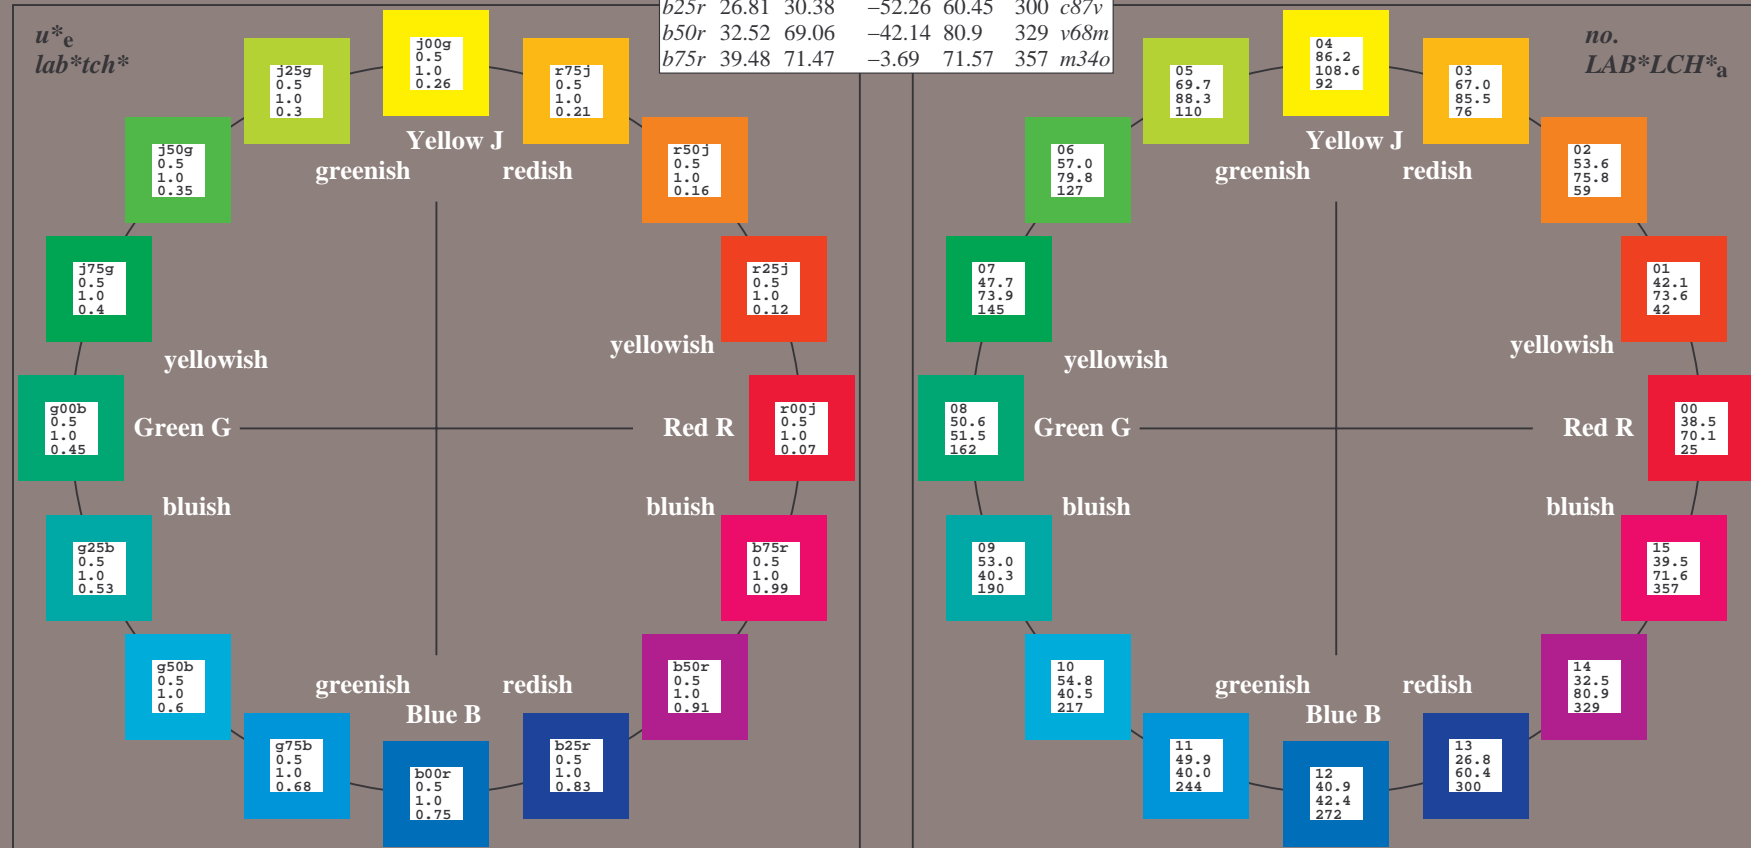 b25r 26.81 30.38 −52.26 60.45 300 c87v
b50r 32.52 69.06 −42.14 80.9 329 v68m
b75r 39.48 71.47 −3.69 71.57 357 m34o
u*e
lab*tch*
j00g
0.5
1.0
0.26
j25g
0.5
1.0
0.3
r75j
0.5
1.0
0.21
j50g
0.5
1.0
0.35
r50j
0.5
1.0
0.16
Yellow J
greenish redish
j75g
0.5
1.0
0.4
r25j
0.5
1.0
0.12
yellowish
yellowish
g00b
0.5
1.0
0.45
Green G
Red R
r00j
0.5
1.0
0.07
bluish
bluish
g25b
0.5
1.0
0.53
b75r
0.5
1.0
0.99
g50b
0.5
1.0
0.6
b50r
0.5
1.0
0.91
greenish redish
Blue B
g75b
0.5
1.0
0.68
b00r
0.5
1.0
0.75
b25r
0.5
1.0
0.83
no.
LAB*LCH*a
04
86.2
108.6
92
05
69.7
88.3
110
03
67.0
85.5
76
06
57.0
79.8
127
02
53.6
75.8
59
Yellow J
greenish redish
07
47.7
73.9
145
01
42.1
73.6
42
yellowish
yellowish
08
50.6
51.5
162
Green G
Red R
00
38.5
70.1
25
bluish
bluish
09
53.0
40.3
190
15
39.5
71.6
357
10
54.8
40.5
217
14
32.5
80.9
329
greenish redish
Blue B
11
49.9
40.0
244
12
40.9
42.4
272
13
26.8
60.4
300